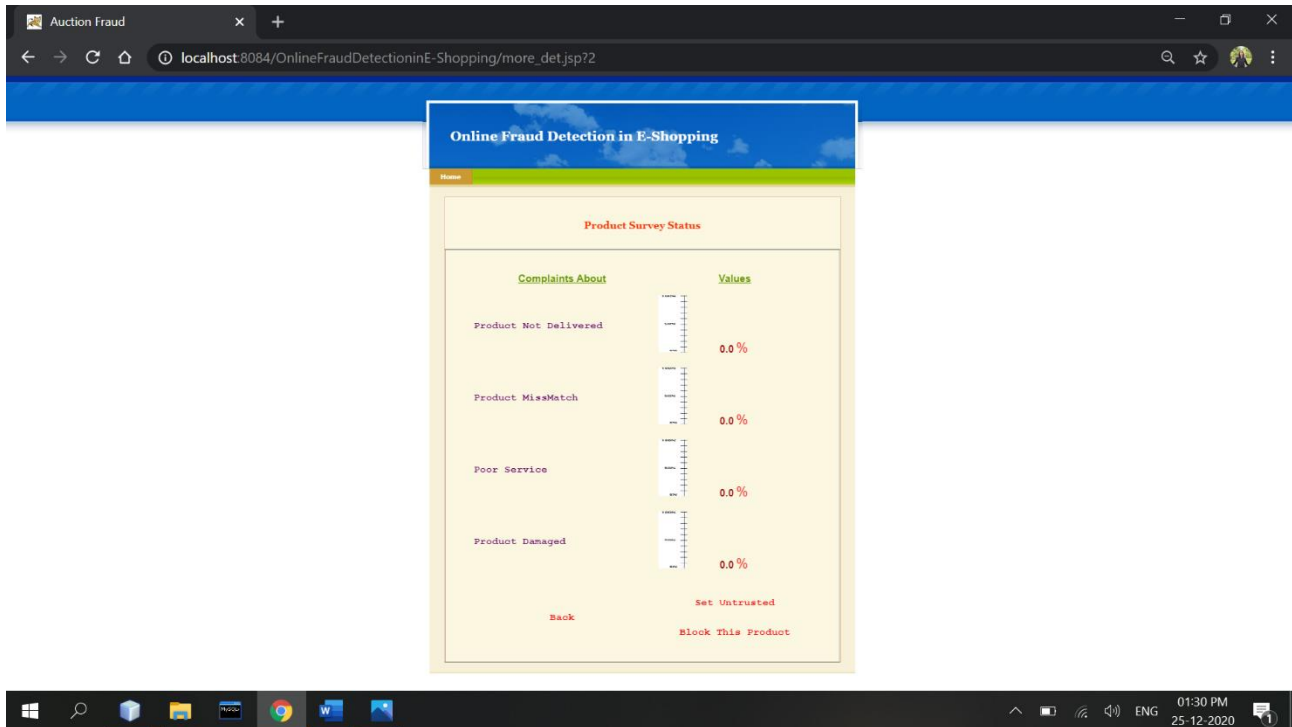 Auction Fraud
localhost:8084/OnlineFraudDetectioninE-Shopping/more_det.jsp?2
Online Fraud Detection in E-Shopping
Home
Product Survey Status
Complaints About Values
Product Not Delivered
0.0 %
Product MissMatch
0.0 %
Poor Service
0.0 %
Product Damaged
0.0 %
Set Untrusted
Back
Block This Product
ENG
01:30 PM
25-12-2020
1